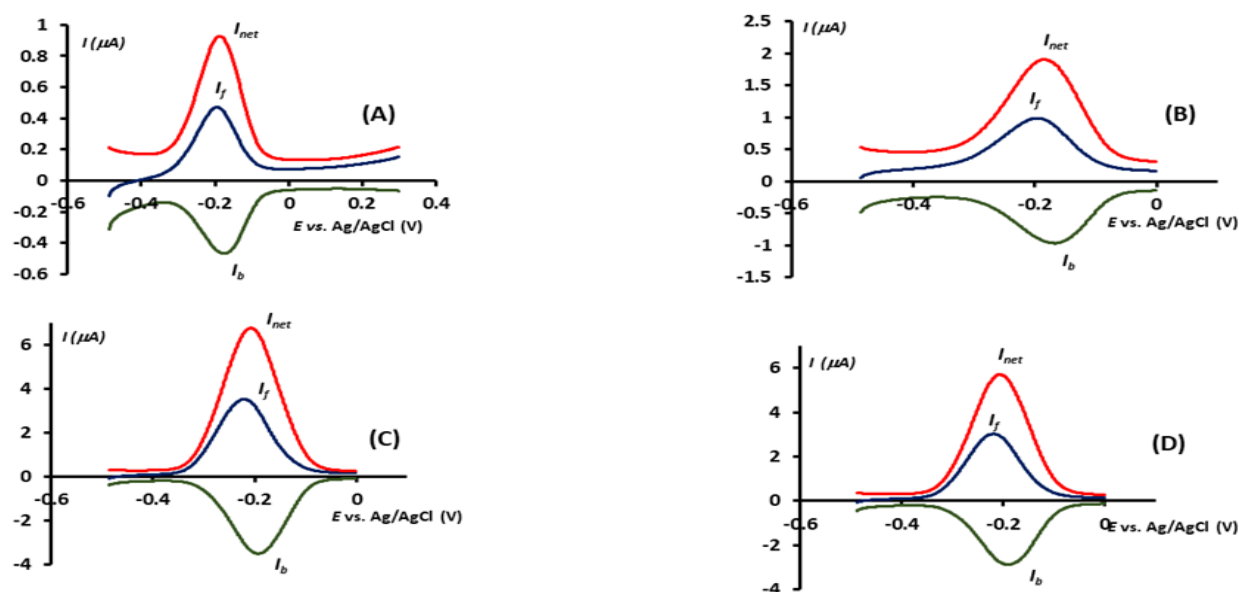 1
I (µA)
I_net
0.8
0.6
I_f
0.4
(A)
0.2
0
-0.6 -0.4 -0.2 0 0.2 0.4
-0.2
E vs. Ag/AgCl (V)
-0.4
-0.6
I_b
2.5
I (µA)
2
I_net
1.5
I_f
(B)
1
0.5
0
-0.6 -0.4 -0.2 0
-0.5
E vs. Ag/AgCl (V)
-1
-1.5
I_b
I (µA)
I_net
6
4
I_f
(C)
2
0
-0.6 -0.4 -0.2 0
E vs. Ag/AgCl (V)
-2
-4
I_b
I (µA)
I_net
6
4
I_f
(D)
2
0
-0.6 -0.4 -0.2 0
E vs. Ag/AgCl (V)
-2
-4
I_b